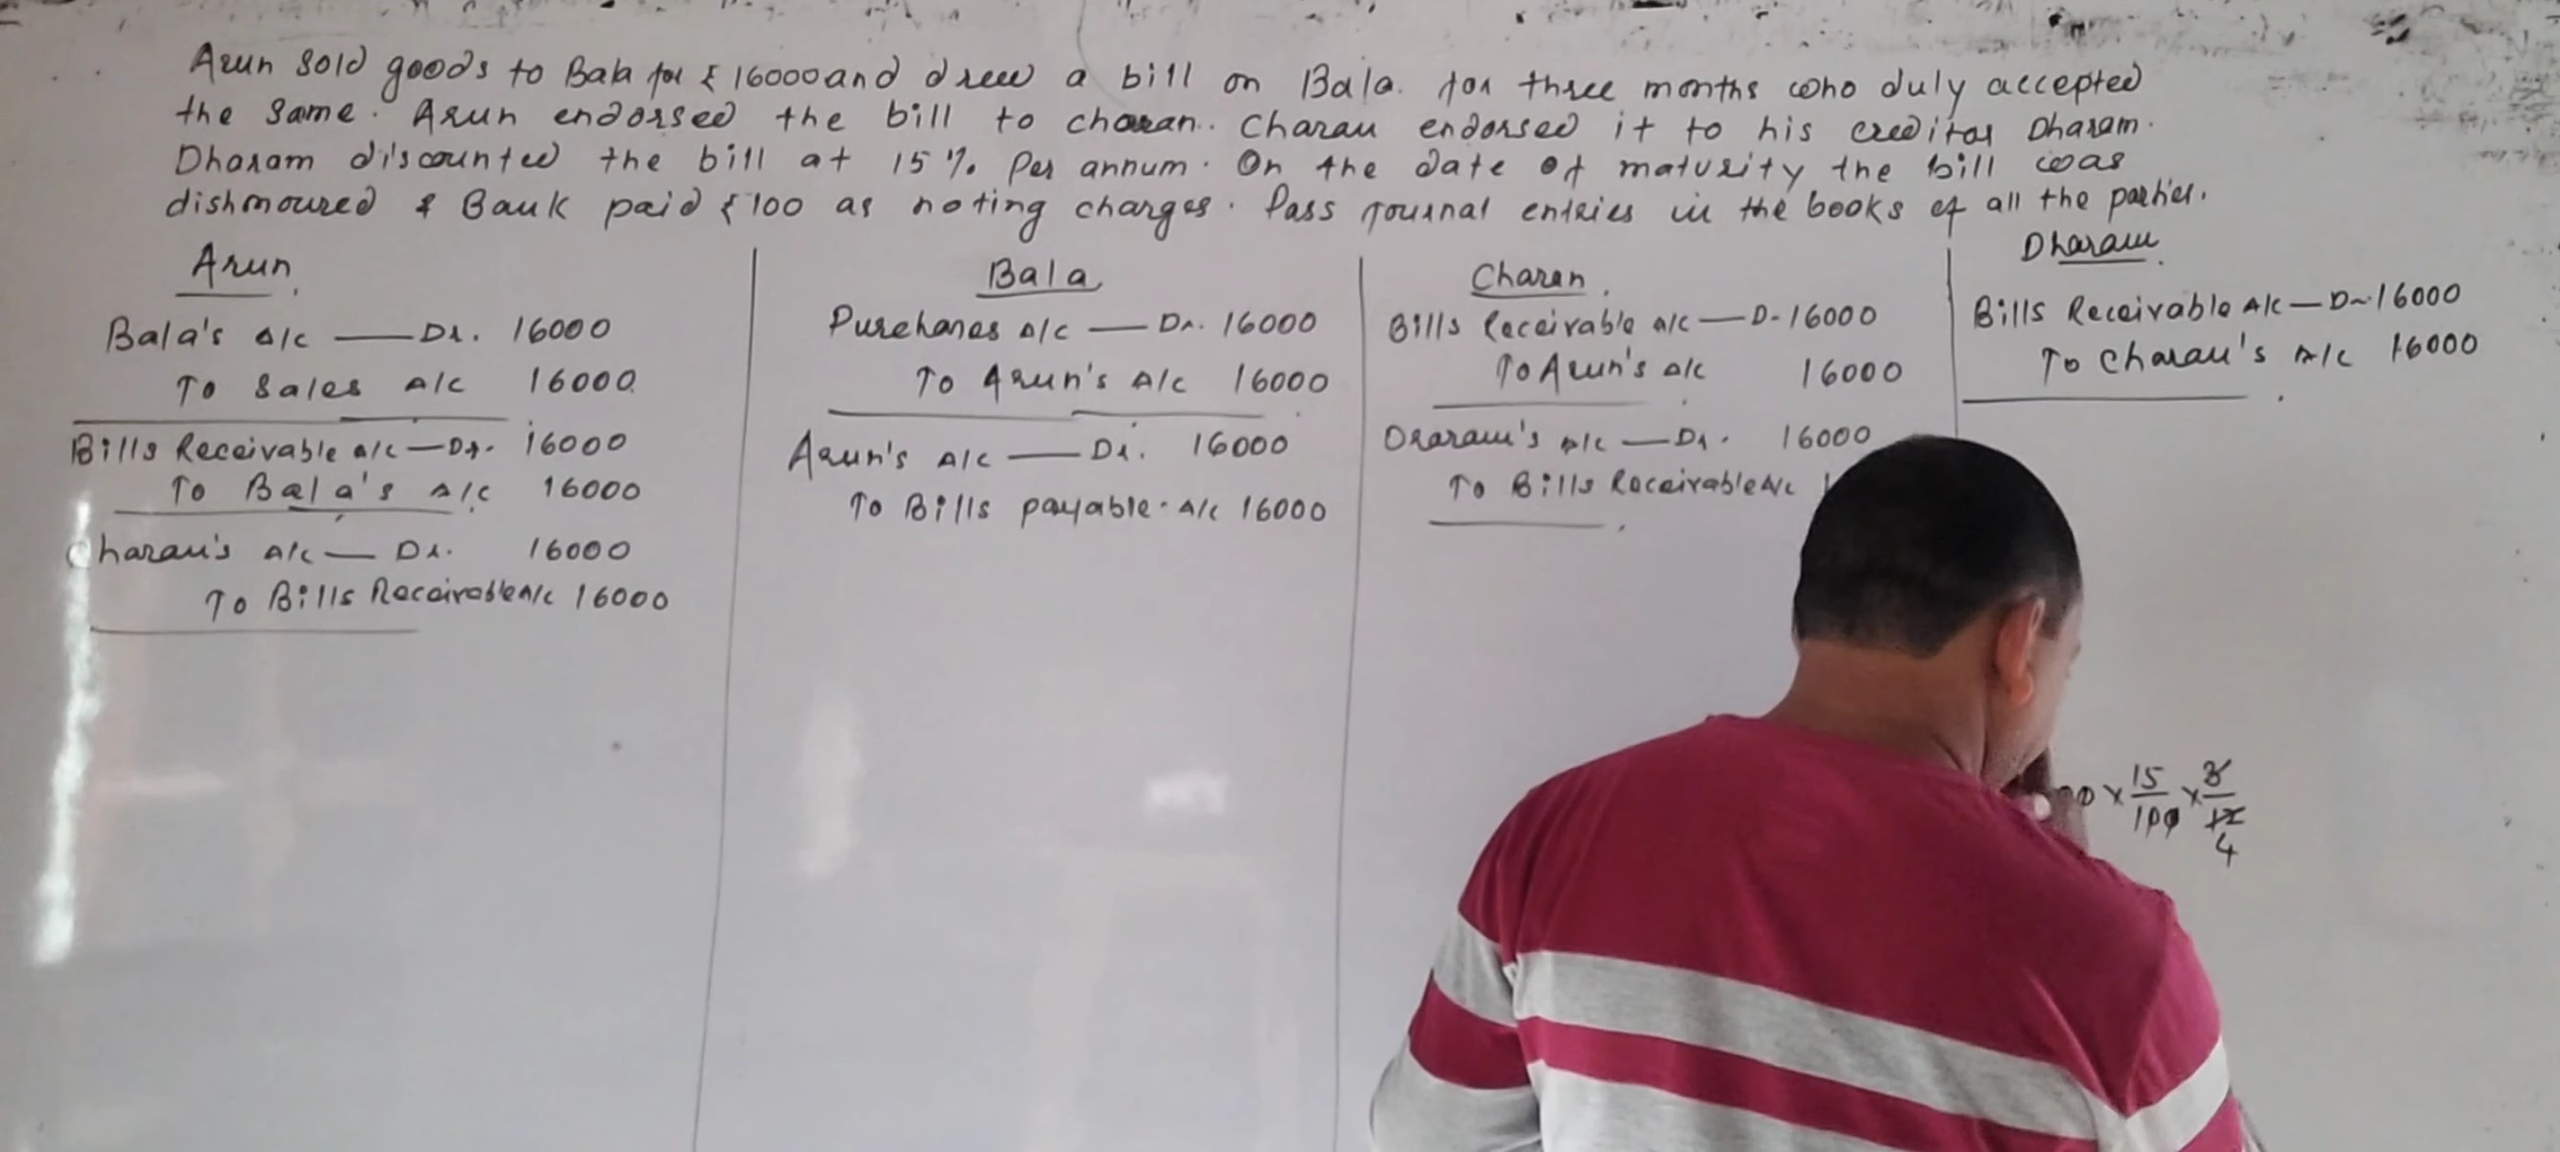 Arun sold goods to Bala for ₹ 16000 and drew a bill on Bala. for three months who duly accepted
the same. Arun endorsed the bill to charan. Charan endorsed it to his creditor Dharam.
Dharam discounted the bill at 15% Per annum. On the date of maturity the bill was
dishonoured & Bank paid ₹100 as noting charges. Pass journal entries in the books of all the parties.
Arun
Bala's A/c — Dr. 16000
To Sales A/c 16000
Bills Receivable A/c — Dr. 16000
To Bala's A/c 16000
Charan's A/c — Dr. 16000
To Bills Receivable A/c 16000
Bala
Purchases A/c — Dr. 16000
To Arun's A/c 16000
Arun's A/c — Dr. 16000
To Bills payable A/c 16000
Charan
Bills Receivable A/c — D- 16000
To Arun's A/c 16000
Dharam's A/c — Dr. 16000
To Bills Receivable A/c
Dharam
Bills Receivable A/c — Dr 16000
To Charan's A/c 16000
× 15/100 × 3/12
4